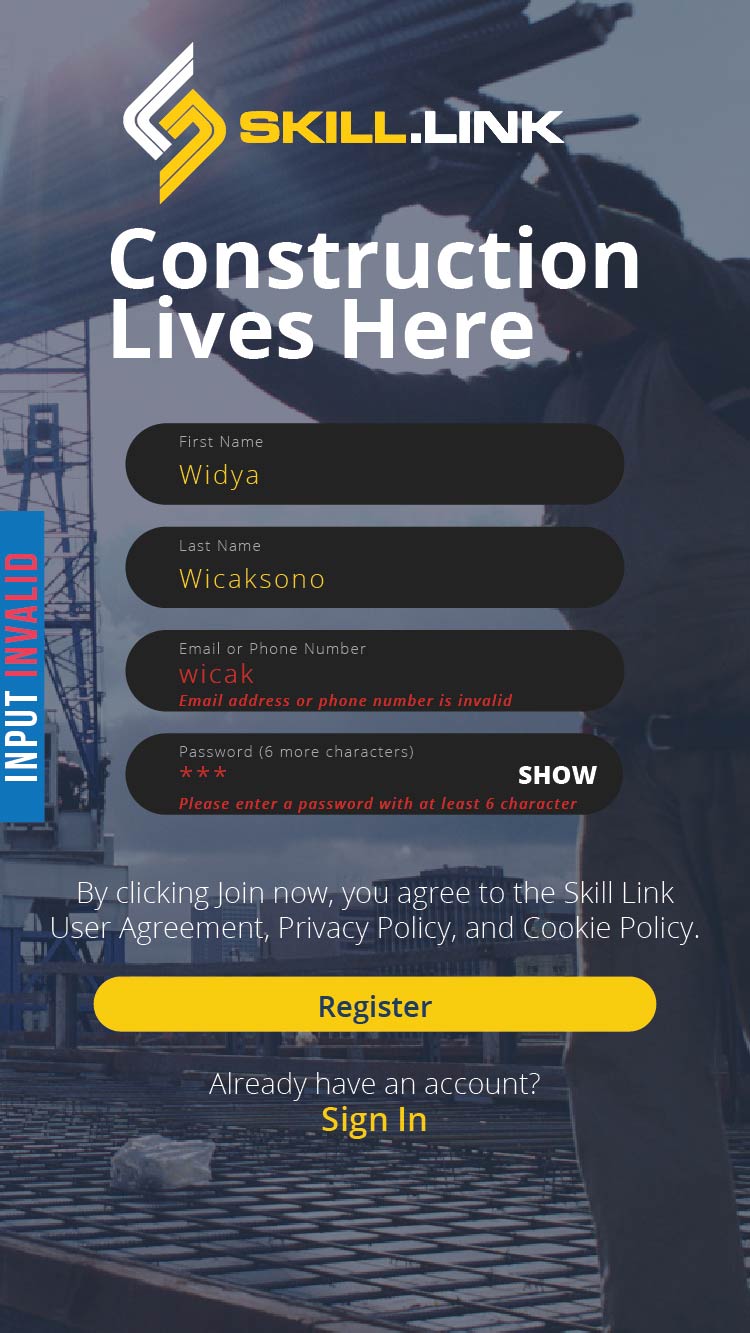 SKILL.LINK
Construction
Lives Here
First Name
Widya
Last Name
Wicaksono
INPUT INVALID
Email or Phone Number
wicak
Email address or phone number is invalid
Password (6 more characters)
***
SHOW
Please enter a password with at least 6 character
By clicking Join now, you agree to the Skill Link
User Agreement, Privacy Policy, and Cookie Policy.
Register
Already have an account?
Sign In